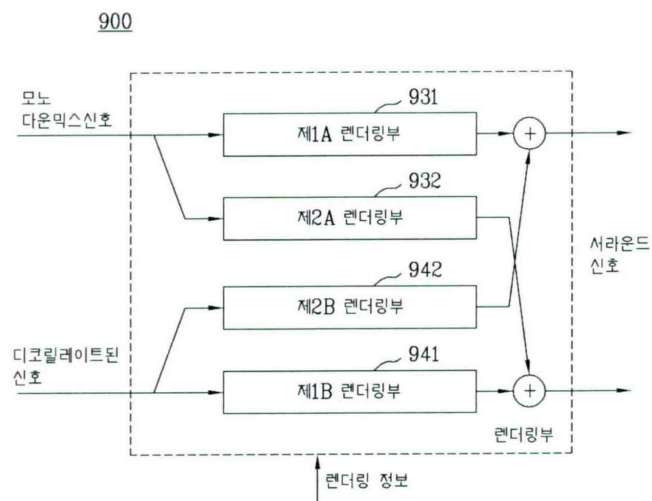 900
모노
다운믹스신호
931
제1A 렌더링부
+
932
제2A 렌더링부
서라운드
신호
942
제2B 렌더링부
디코릴레이트된
신호
941
제1B 렌더링부
+
렌더링부
렌더링 정보